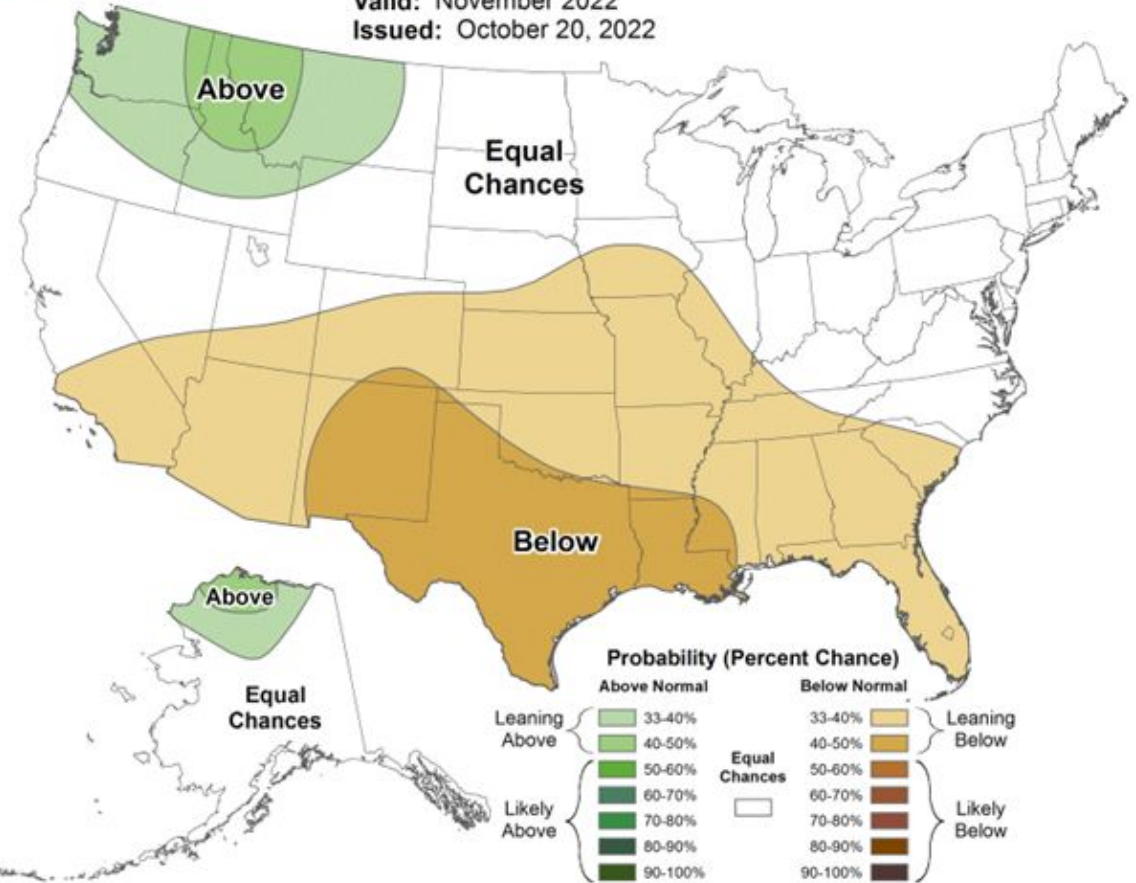 Valid: November 2022
Issued: October 20, 2022
Above
Equal
Chances
Below
Above
Equal
Chances
Probability (Percent Chance)
Above Normal
Below Normal
Leaning
Above
33-40%
40-50%
Likely
Above
50-60%
60-70%
70-80%
80-90%
90-100%
Equal
Chances
33-40%
40-50%
Leaning
Below
50-60%
60-70%
70-80%
80-90%
90-100%
Likely
Below